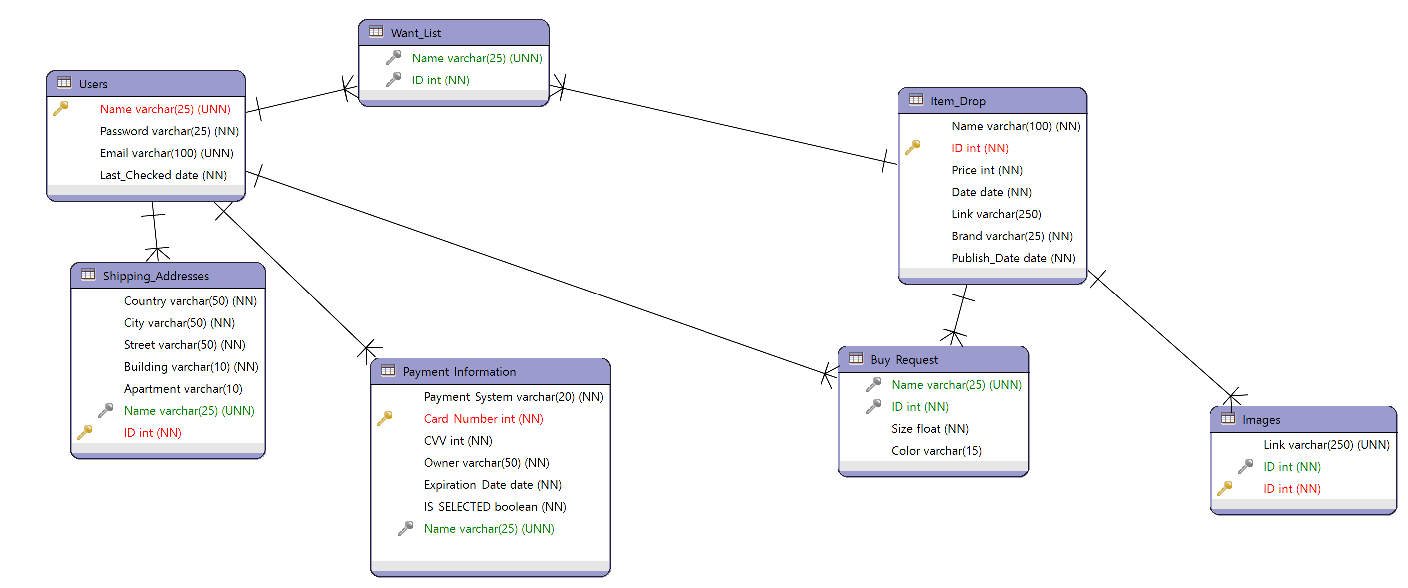 Want_List
Name varchar(25) (UNN)
ID int (NN)
Users
Name varchar(25) (UNN)
Password varchar(25) (NN)
Email varchar(100) (UNN)
Last_Checked date (NN)
Item_Drop
Name varchar(100) (NN)
ID int (NN)
Price int (NN)
Date date (NN)
Link varchar(250)
Brand varchar(25) (NN)
Publish_Date date (NN)
Shipping_Addresses
Country varchar(50) (NN)
City varchar(50) (NN)
Street varchar(50) (NN)
Building varchar(10) (NN)
Apartment varchar(10)
Name varchar(25) (UNN)
ID int (NN)
Payment Information
Payment System varchar(20) (NN)
Card Number int (NN)
CVV int (NN)
Owner varchar(50) (NN)
Expiration Date date (NN)
IS SELECTED boolean (NN)
Name varchar(25) (UNN)
Buy Request
Name varchar(25) (UNN)
ID int (NN)
Size float (NN)
Color varchar(15)
Images
Link varchar(250) (UNN)
ID int (NN)
ID int (NN)